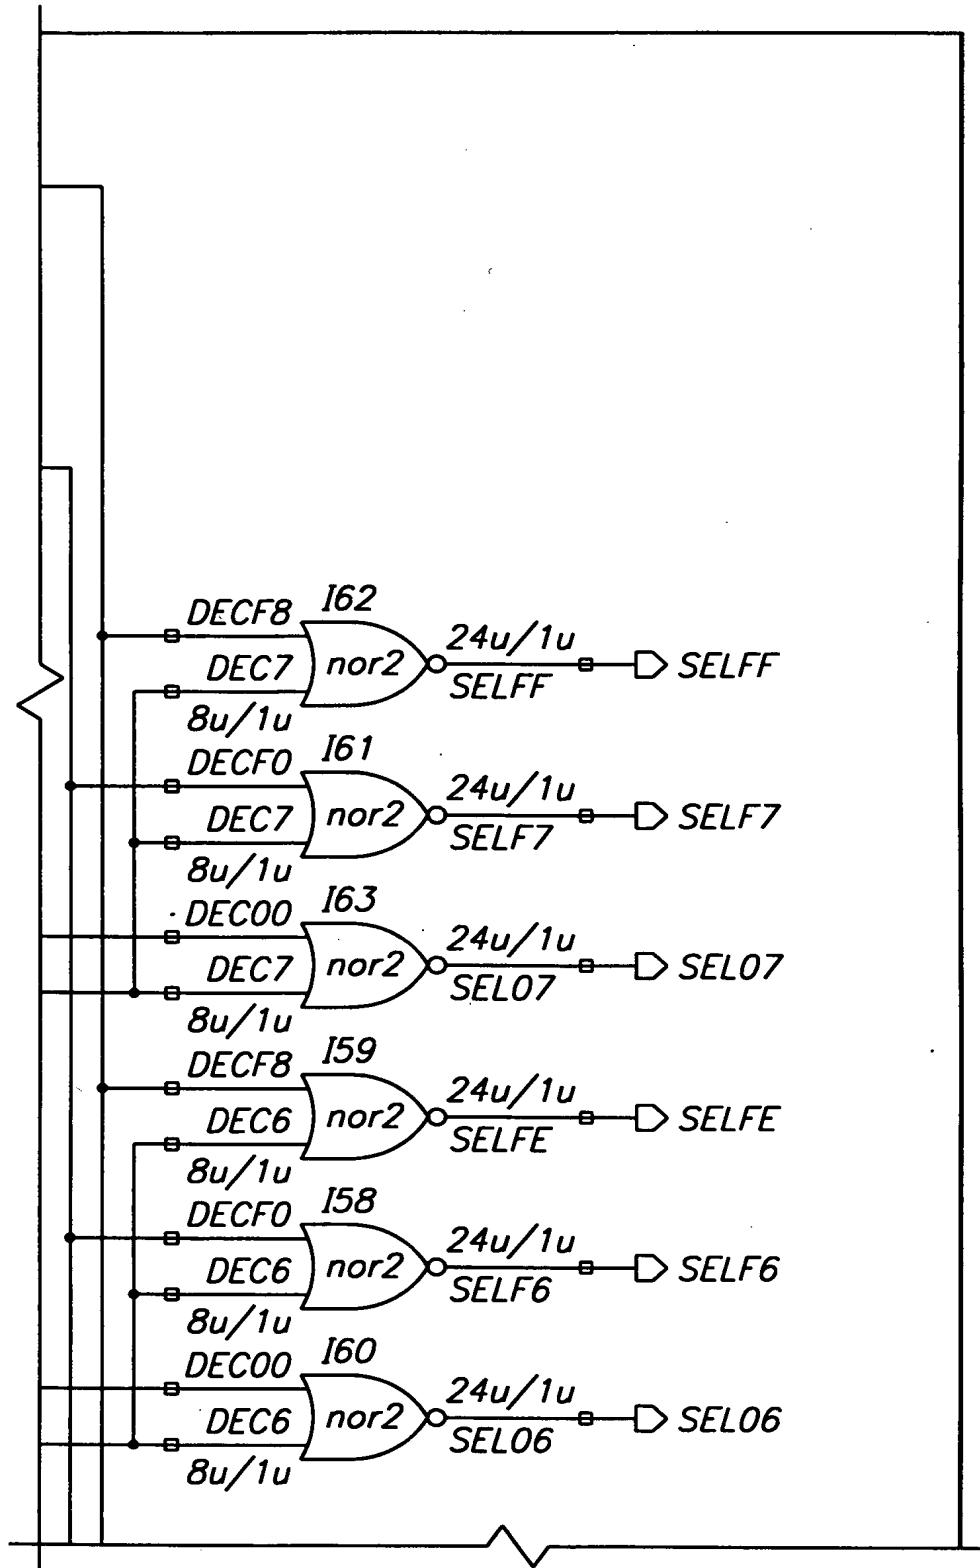 I62
DECF8
nor2
24u/1u
SELFF
SELFF
DEC7
8u/1u
I61
DECF0
nor2
24u/1u
SELF7
SELF7
DEC7
8u/1u
I63
DEC00
nor2
24u/1u
SEL07
SEL07
DEC7
8u/1u
I59
DECF8
nor2
24u/1u
SELFE
SELFE
DEC6
8u/1u
I58
DECF0
nor2
24u/1u
SELF6
SELF6
DEC6
8u/1u
I60
DEC00
nor2
24u/1u
SEL06
SEL06
DEC6
8u/1u